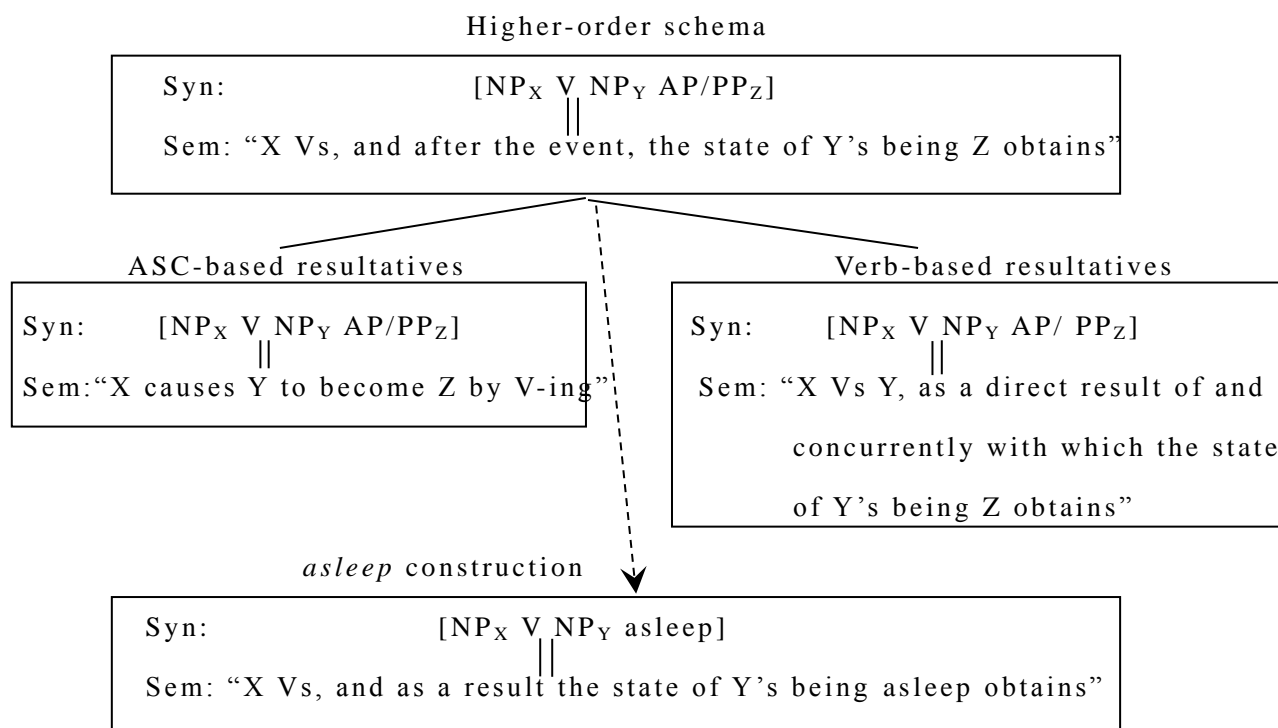 Higher-order schema
Syn: [NPX V NPY AP/PPZ]
Sem: “X Vs, and after the event, the state of Y’s being Z obtains”
ASC-based resultatives
Syn: [NPX V NPY AP/PPZ]
Sem:“X causes Y to become Z by V-ing”
Verb-based resultatives
Syn: [NPX V NPY AP/ PPZ]
Sem: “X Vs Y, as a direct result of and
concurrently with which the state
of Y’s being Z obtains”
asleep construction
Syn: [NPX V NPY asleep]
Sem: “X Vs, and as a result the state of Y’s being asleep obtains”